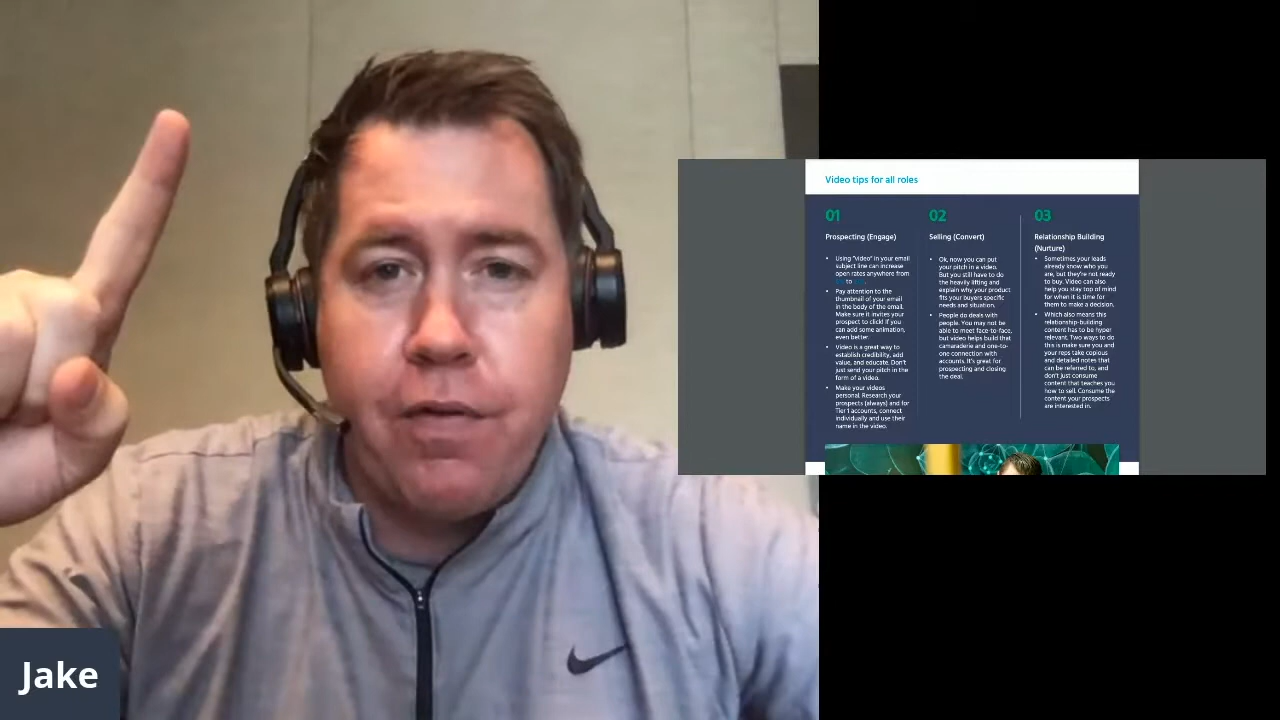 Video tips for all roles
01
Prospecting (Engage)
• Using "video" in your email
subject line can increase
open rates anywhere from
to
• Pay attention to the
thumbnail of your email
in the body of the email.
Make sure it invites your
prospect to click! If you
can add some animation,
even better.
• Video is a great way to
establish credibility, add
value, and educate. Don't
just send your pitch in the
form of a video.
• Make your videos
personal. Research your
prospects (always) and for
Tier 1 accounts, connect
individually and use their
name in the video.
02
Selling (Convert)
• Ok, now you can put
your pitch in a video.
But you still have to do
the heavily lifting and
explain why your product
fits your buyers specific
needs and situation.
• People do deals with
people. You may not be
able to meet face-to-face,
but video helps build that
camaraderie and one-to-
one connection with
accounts. It's great for
prospecting and closing
the deal.
03
Relationship Building
(Nurture)
• Sometimes your leads
already know who you
are, but they're not ready
to buy. Video can also
help you stay top of mind
for when it is time for
them to make a decision.
• Which also means this
relationship-building
content has to be hyper
relevant. Two ways to do
this is make sure you and
your reps take copious
and detailed notes that
can be referred to, and
don't just consume
content that teaches you
how to sell. Consume the
content your prospects
are interested in.
Jake